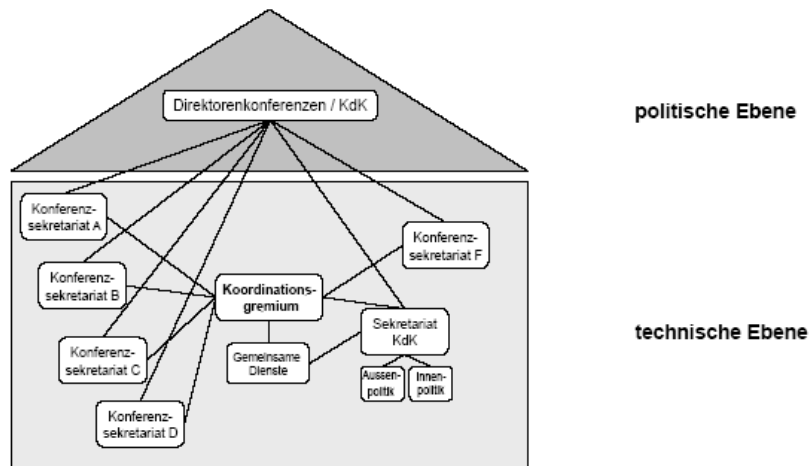 Direktorenkonferenzen / KdK
politische Ebene
Konferenz-
sekretariat A
Konferenz-
sekretariat F
Konferenz-
sekretariat B
Koordinations-
gremium
technische Ebene
Sekretariat
KdK
Konferenz-
sekretariat C
Gemeinsame
Dienste
Aussen-
politik
Innen-
politik
Konferenz-
sekretariat D